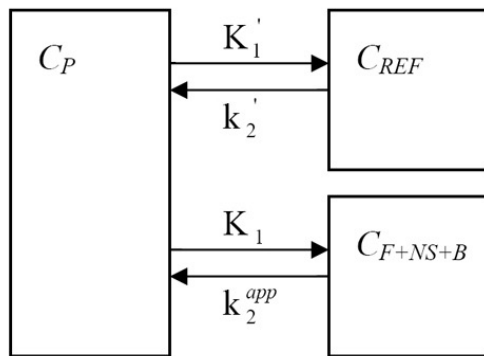 C_P
K_1'
C_REF
k_2'
K_1
C_F+NS+B
k_2^app